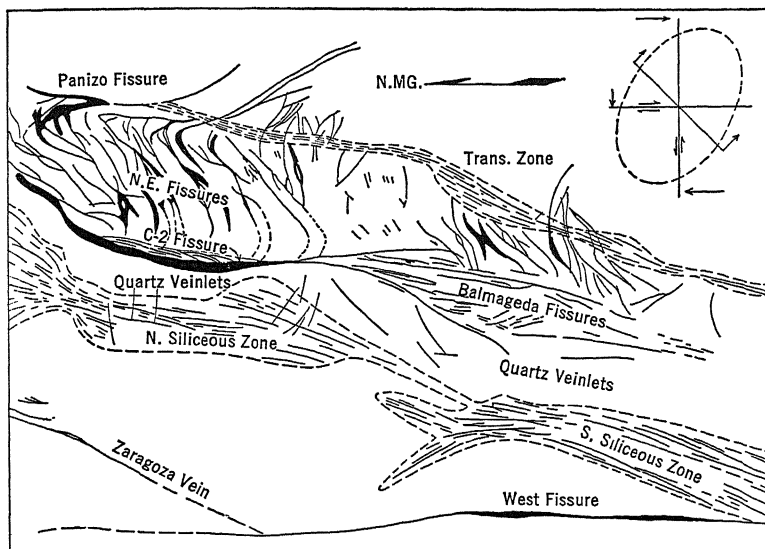 Panizo Fissure
N.MG.
Trans. Zone
N.E. Fissures
C-2 Fissure
Quartz Veinlets
Balmageda Fissures
N. Siliceous Zone
Quartz Veinlets
S. Siliceous Zone
Zaragoza Vein
West Fissure